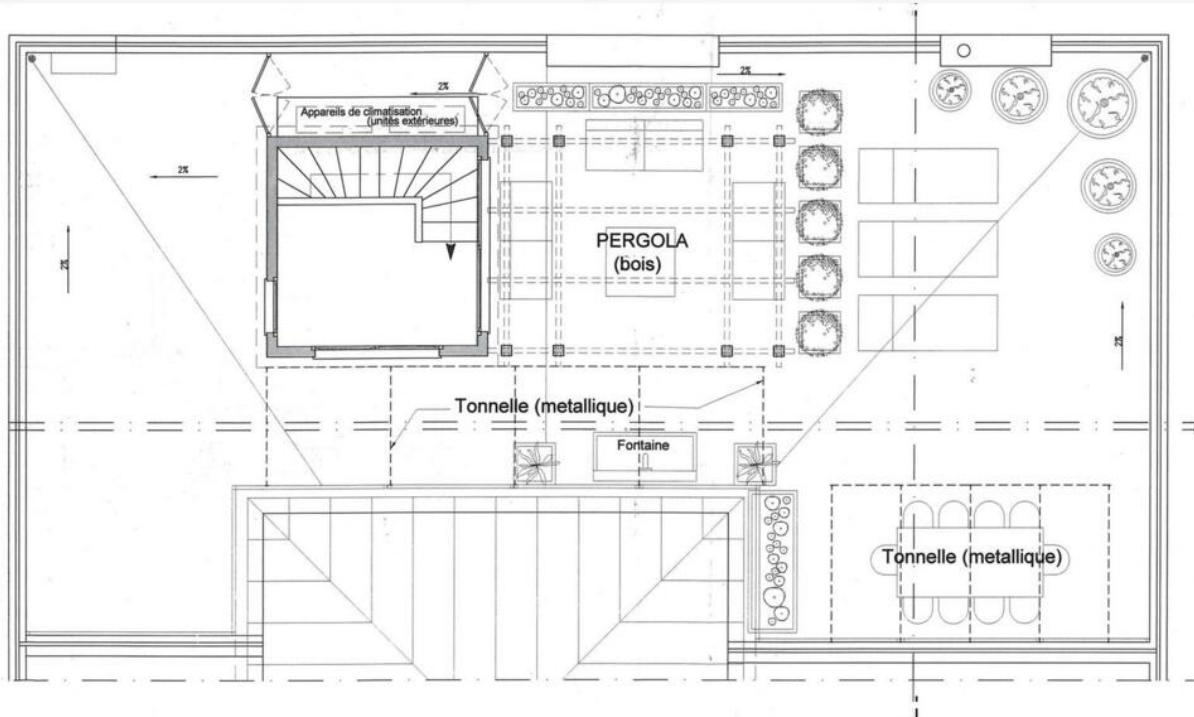 2%
2%
Appareils de climatisation
(unités extérieures)
2%
2%
PERGOLA
(bois)
2%
Tonnelle (metallique)
Fontaine
Tonnelle (metallique)